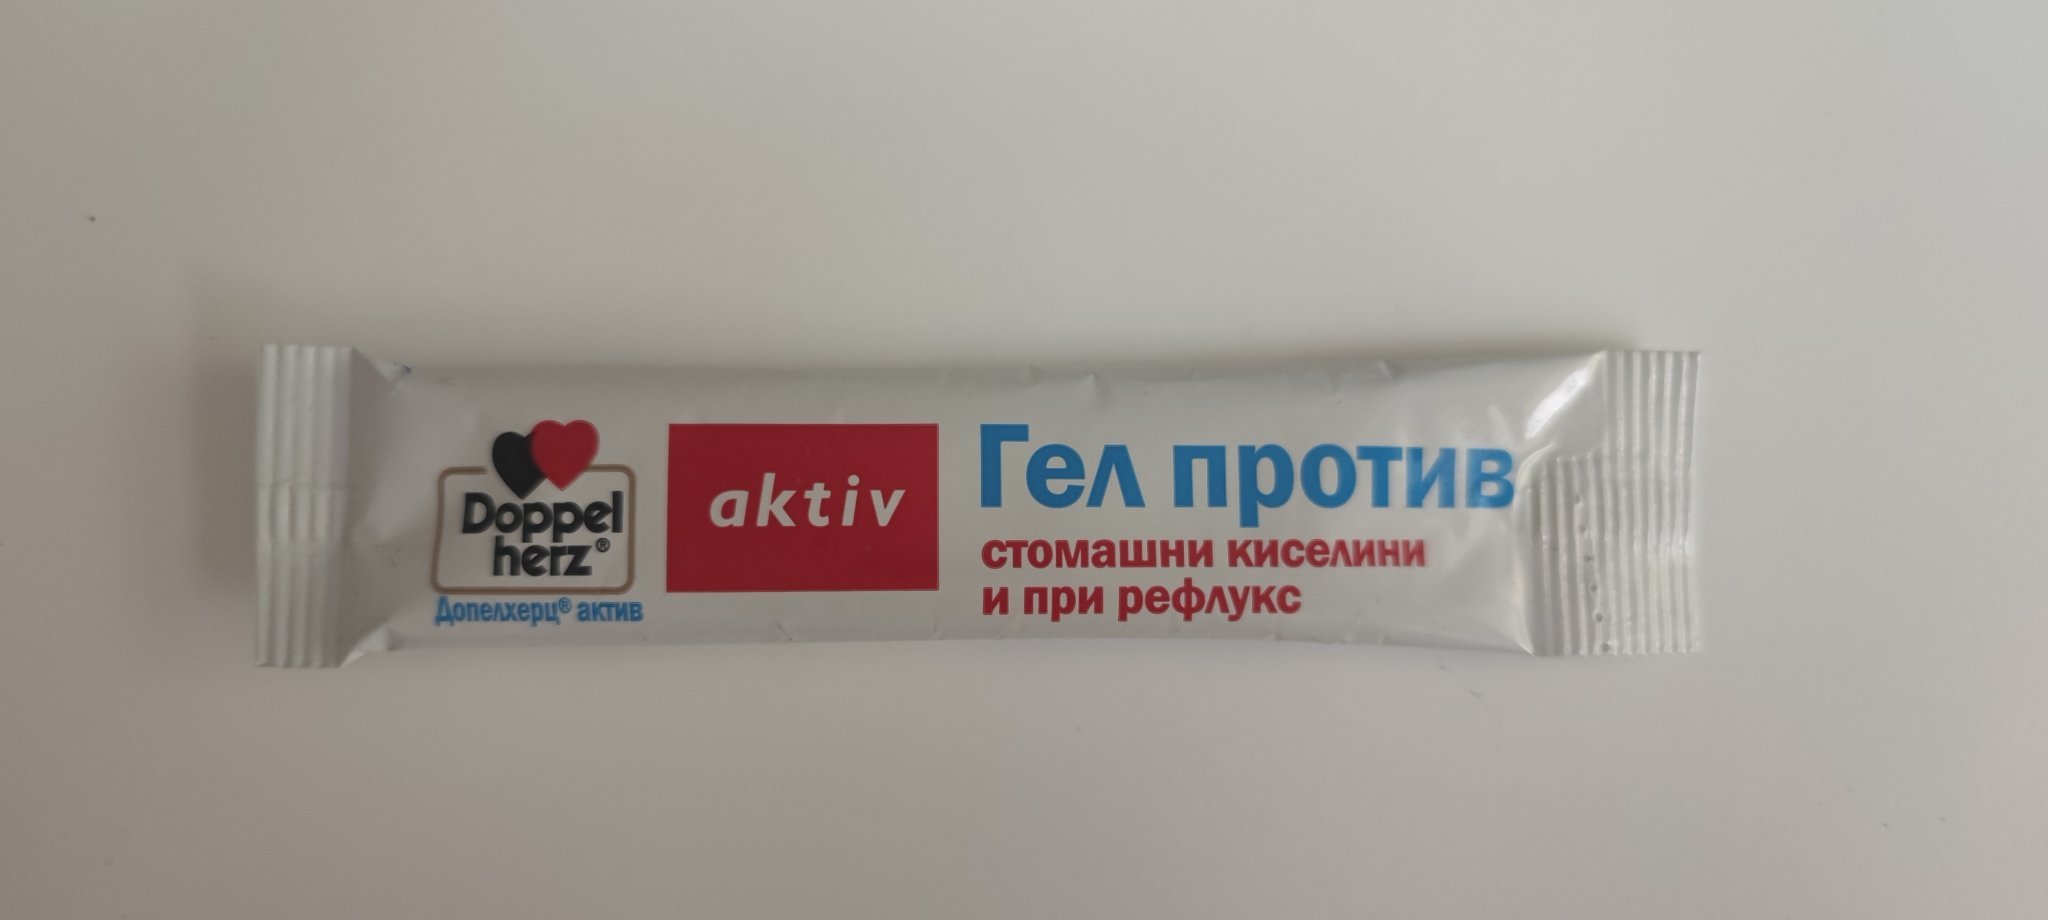 Doppel
herz®
Допелхерц® актив
aktiv
Гел против
стомашни киселини
и при рефлукс